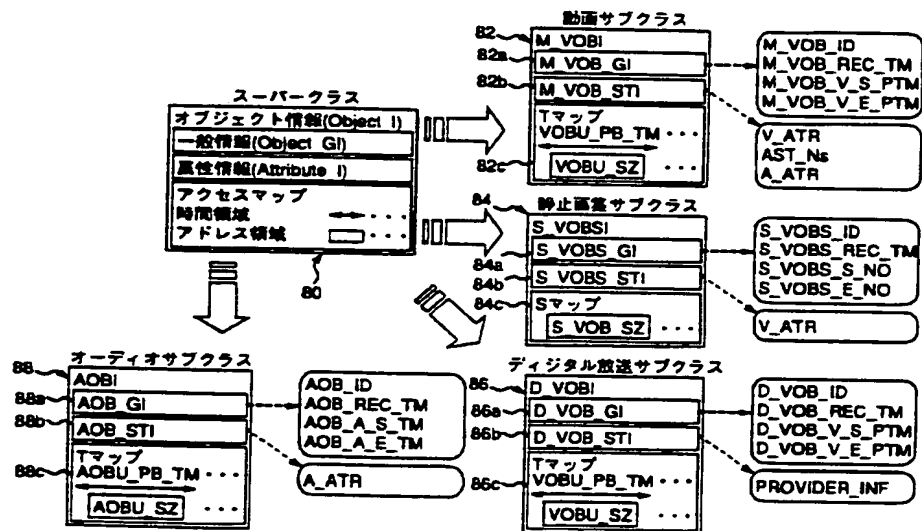 動画サブクラス
82
M_VOBI
82a
M_VOB_GI
82b
M_VOB_STI
Tマップ
VOBU_PB_TM ・・・
82c
VOBU_SZ ・・・
M_VOB_ID
M_VOB_REC_TM
M_VOB_V_S_PTM
M_VOB_V_E_PTM
V_ATR
AST_Ns
A_ATR
スーパークラス
オブジェクト情報(Object_I)
一般情報(Object_GI)
属性情報(Attribute_I)
アクセスマップ
時間領域 ・・・
アドレス領域 ・・・
80
静止画集サブクラス
84
S_VOBSI
S_VOBS_GI
84a
S_VOBS_STI
84b
84c
Sマップ
S_VOB_SZ ・・・
S_VOBS_ID
S_VOBS_REC_TM
S_VOBS_S_NO
S_VOBS_E_NO
V_ATR
オーディオサブクラス
88
AOBI
88a
AOB_GI
88b
AOB_STI
Tマップ
AOBU_PB_TM ・・・
88c
AOBU_SZ ・・・
AOB_ID
AOB_REC_TM
AOB_A_S_TM
AOB_A_E_TM
A_ATR
ディジタル放送サブクラス
86
D_VOBI
86a
D_VOB_GI
86b
D_VOB_STI
Tマップ
VOBU_PB_TM ・・・
86c
VOBU_SZ ・・・
D_VOB_ID
D_VOB_REC_TM
D_VOB_V_S_PTM
D_VOB_V_E_PTM
PROVIDER_INF